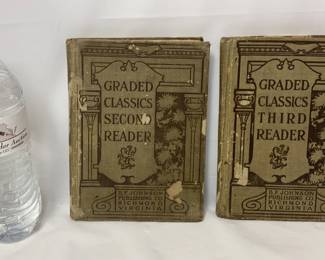 GRADED
CLASSICS
SECOND
READER
B.F. JOHNSON
PUBLISHING CO.
RICHMOND
VIRGINIA
GRADED
CLASSICS
THIRD
READER
B.F. JOHNSON
PUBLISHING CO.
RICHMOND
VIRGINIA